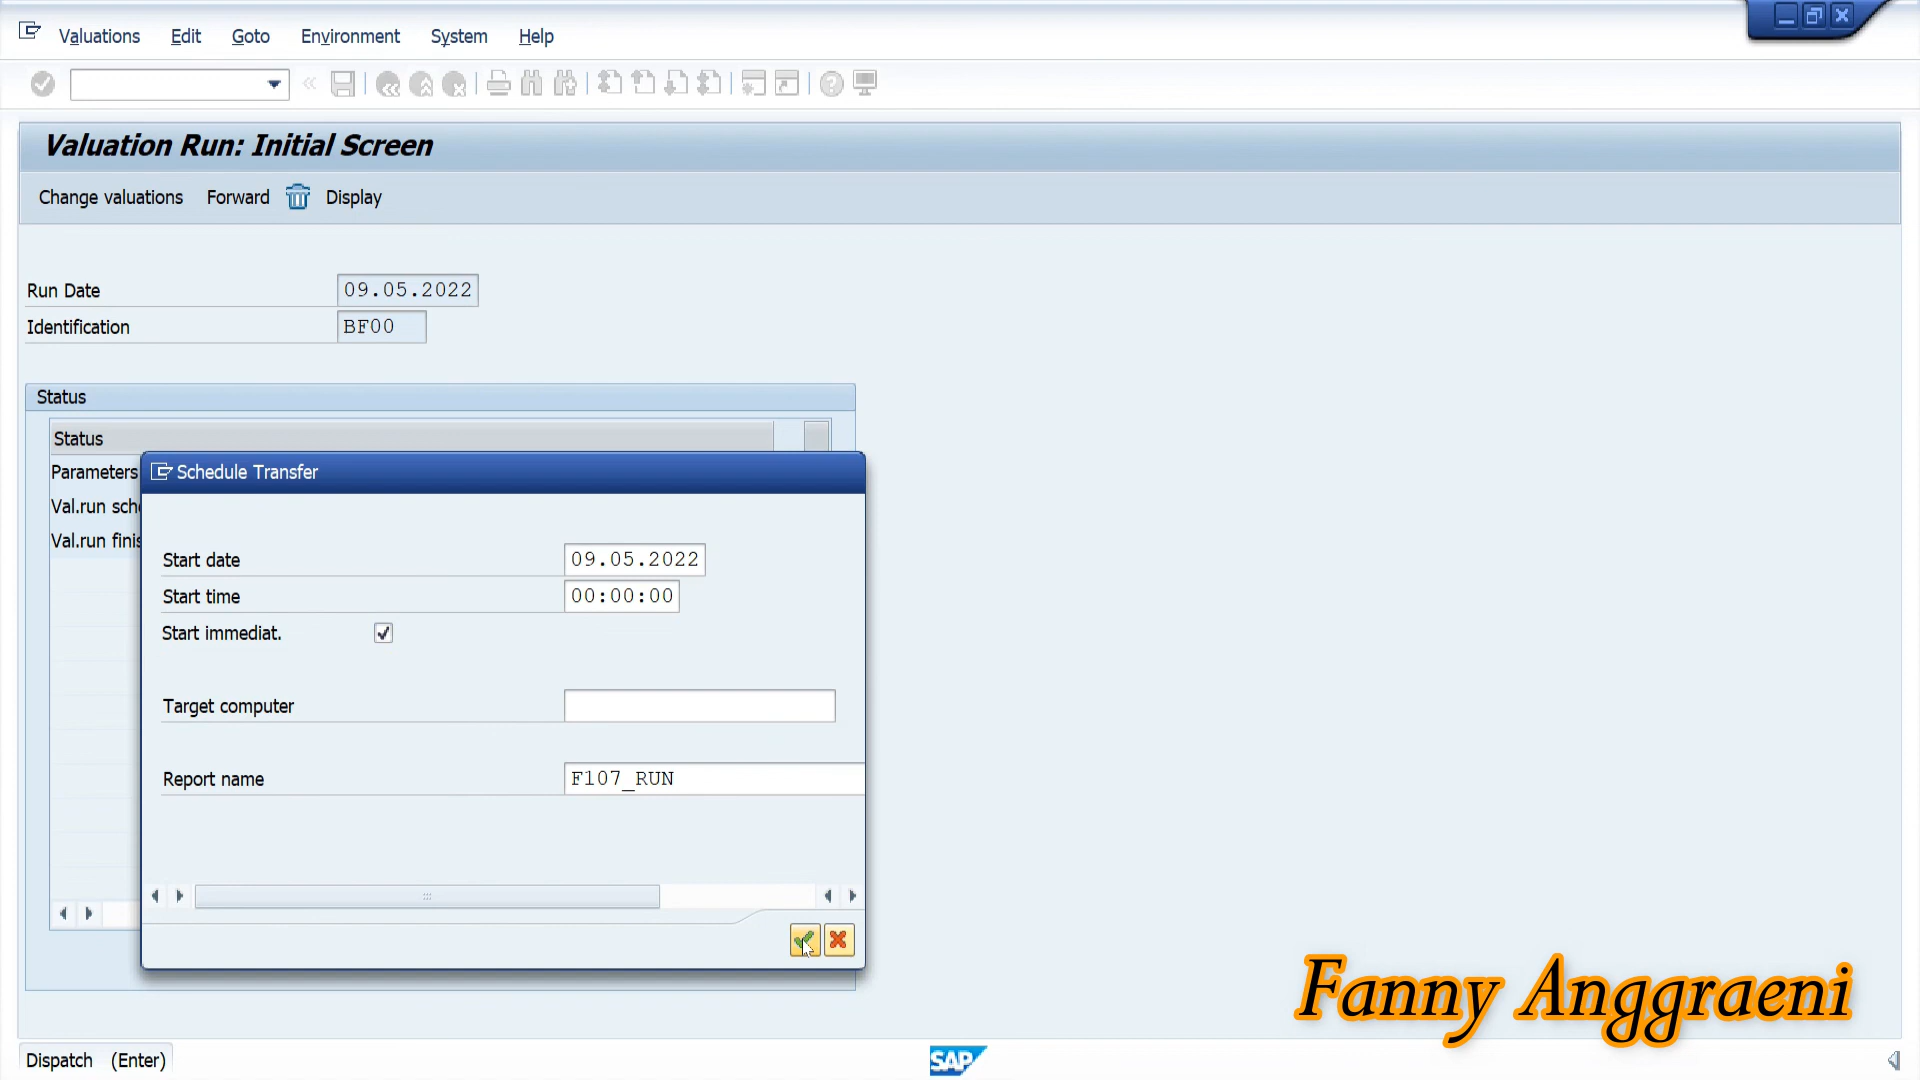 Valuations Edit Goto Environment System Help
Valuation Run: Initial Screen
Change valuations Forward Display
Run Date 09.05.2022
Identification BF00
Status
Status
Parameters
Val.run sch
Val.run finis
Schedule Transfer
Start date 09.05.2022
Start time 00:00:00
Start immediat.
Target computer
Report name F107_RUN
Fanny Anggraeni
Dispatch (Enter)
SAP